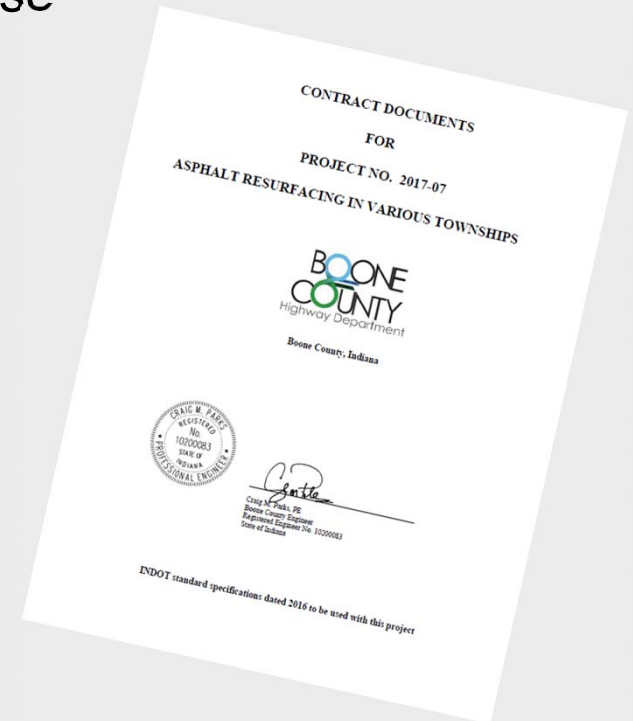 CONTRACT DOCUMENTS
FOR
PROJECT NO. 2017-07
ASPHALT RESURFACING IN VARIOUS TOWNSHIPS
BOONE
COUNTY
Highway Department
Boone County, Indiana
CRAIG M. PARKS
REGISTERED
No.
10200083
STATE OF
INDIANA
PROFESSIONAL ENGINEER
Craig M. Parks, PE
Boone County Engineer
Registered Engineer No. 10200083
State of Indiana
INDOT standard specifications dated 2016 to be used with this project